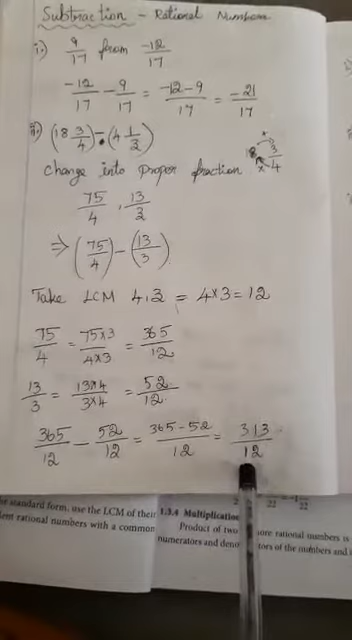 Subtraction - Rational Numbers
i) 9/17 from -12/17
-12/17 - 9/17 = -12-9/17 = -21/17
ii) (18 3/4) - (4 1/3)
Change into proper fraction 18 3/4
75/4 , 13/3
⇒ (75/4) - (13/3)
Take LCM 4,3 = 4×3 = 12
75/4 = 75×3/4×3 = 365/12
13/3 = 13×4/3×4 = 52/12
365/12 - 52/12 = 365-52/12 = 313/12
standard form, use the LCM of their
rational numbers with a common
1.3.4 Multiplication
Product of two rational numbers is
numerators and of the numbers and